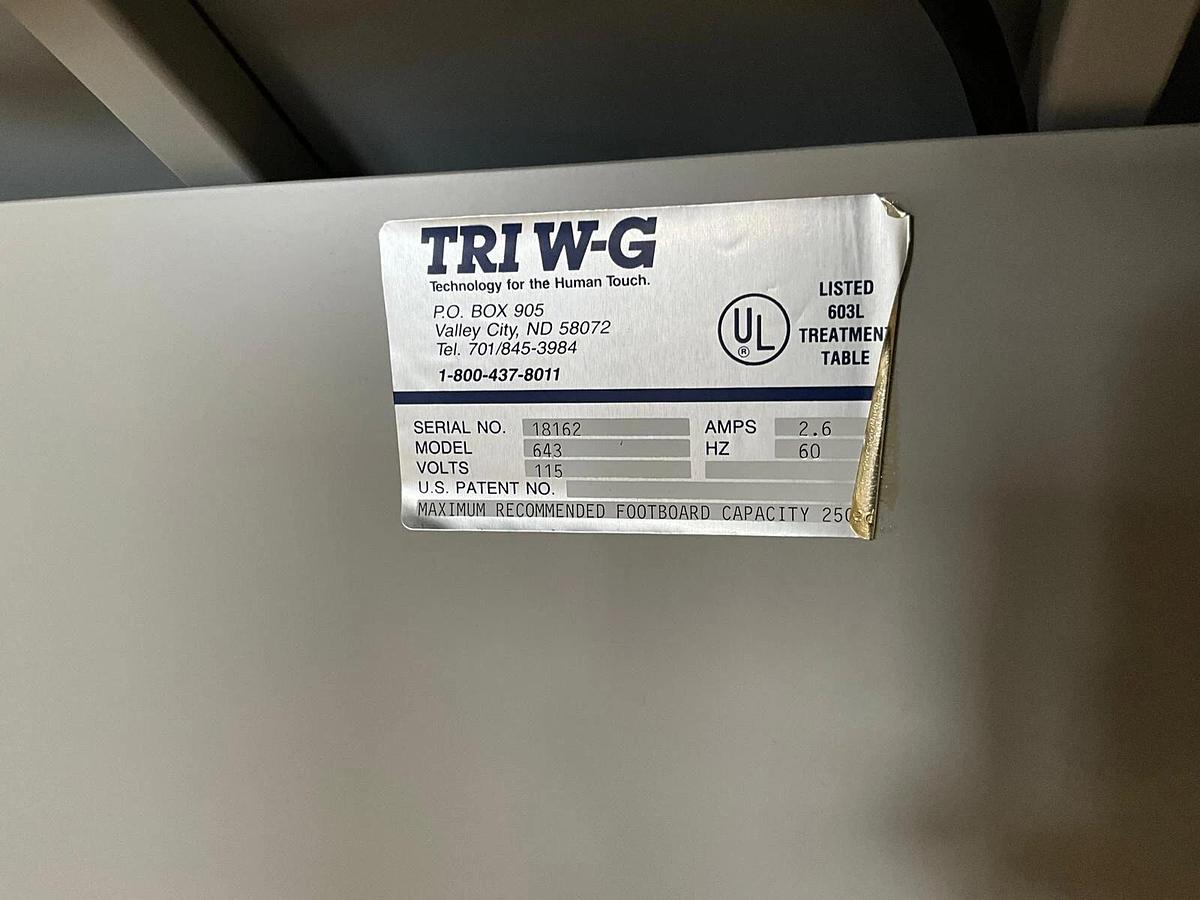 TRI W-G
Technology for the Human Touch.
P.O. BOX 905
Valley City, ND 58072
Tel. 701/845-3984
1-800-437-8011
UL
®
LISTED
603L
TREATMENT
TABLE
SERIAL NO. 18162
MODEL 643
VOLTS 115
AMPS 2.6
HZ 60
U.S. PATENT NO.
MAXIMUM RECOMMENDED FOOTBOARD CAPACITY